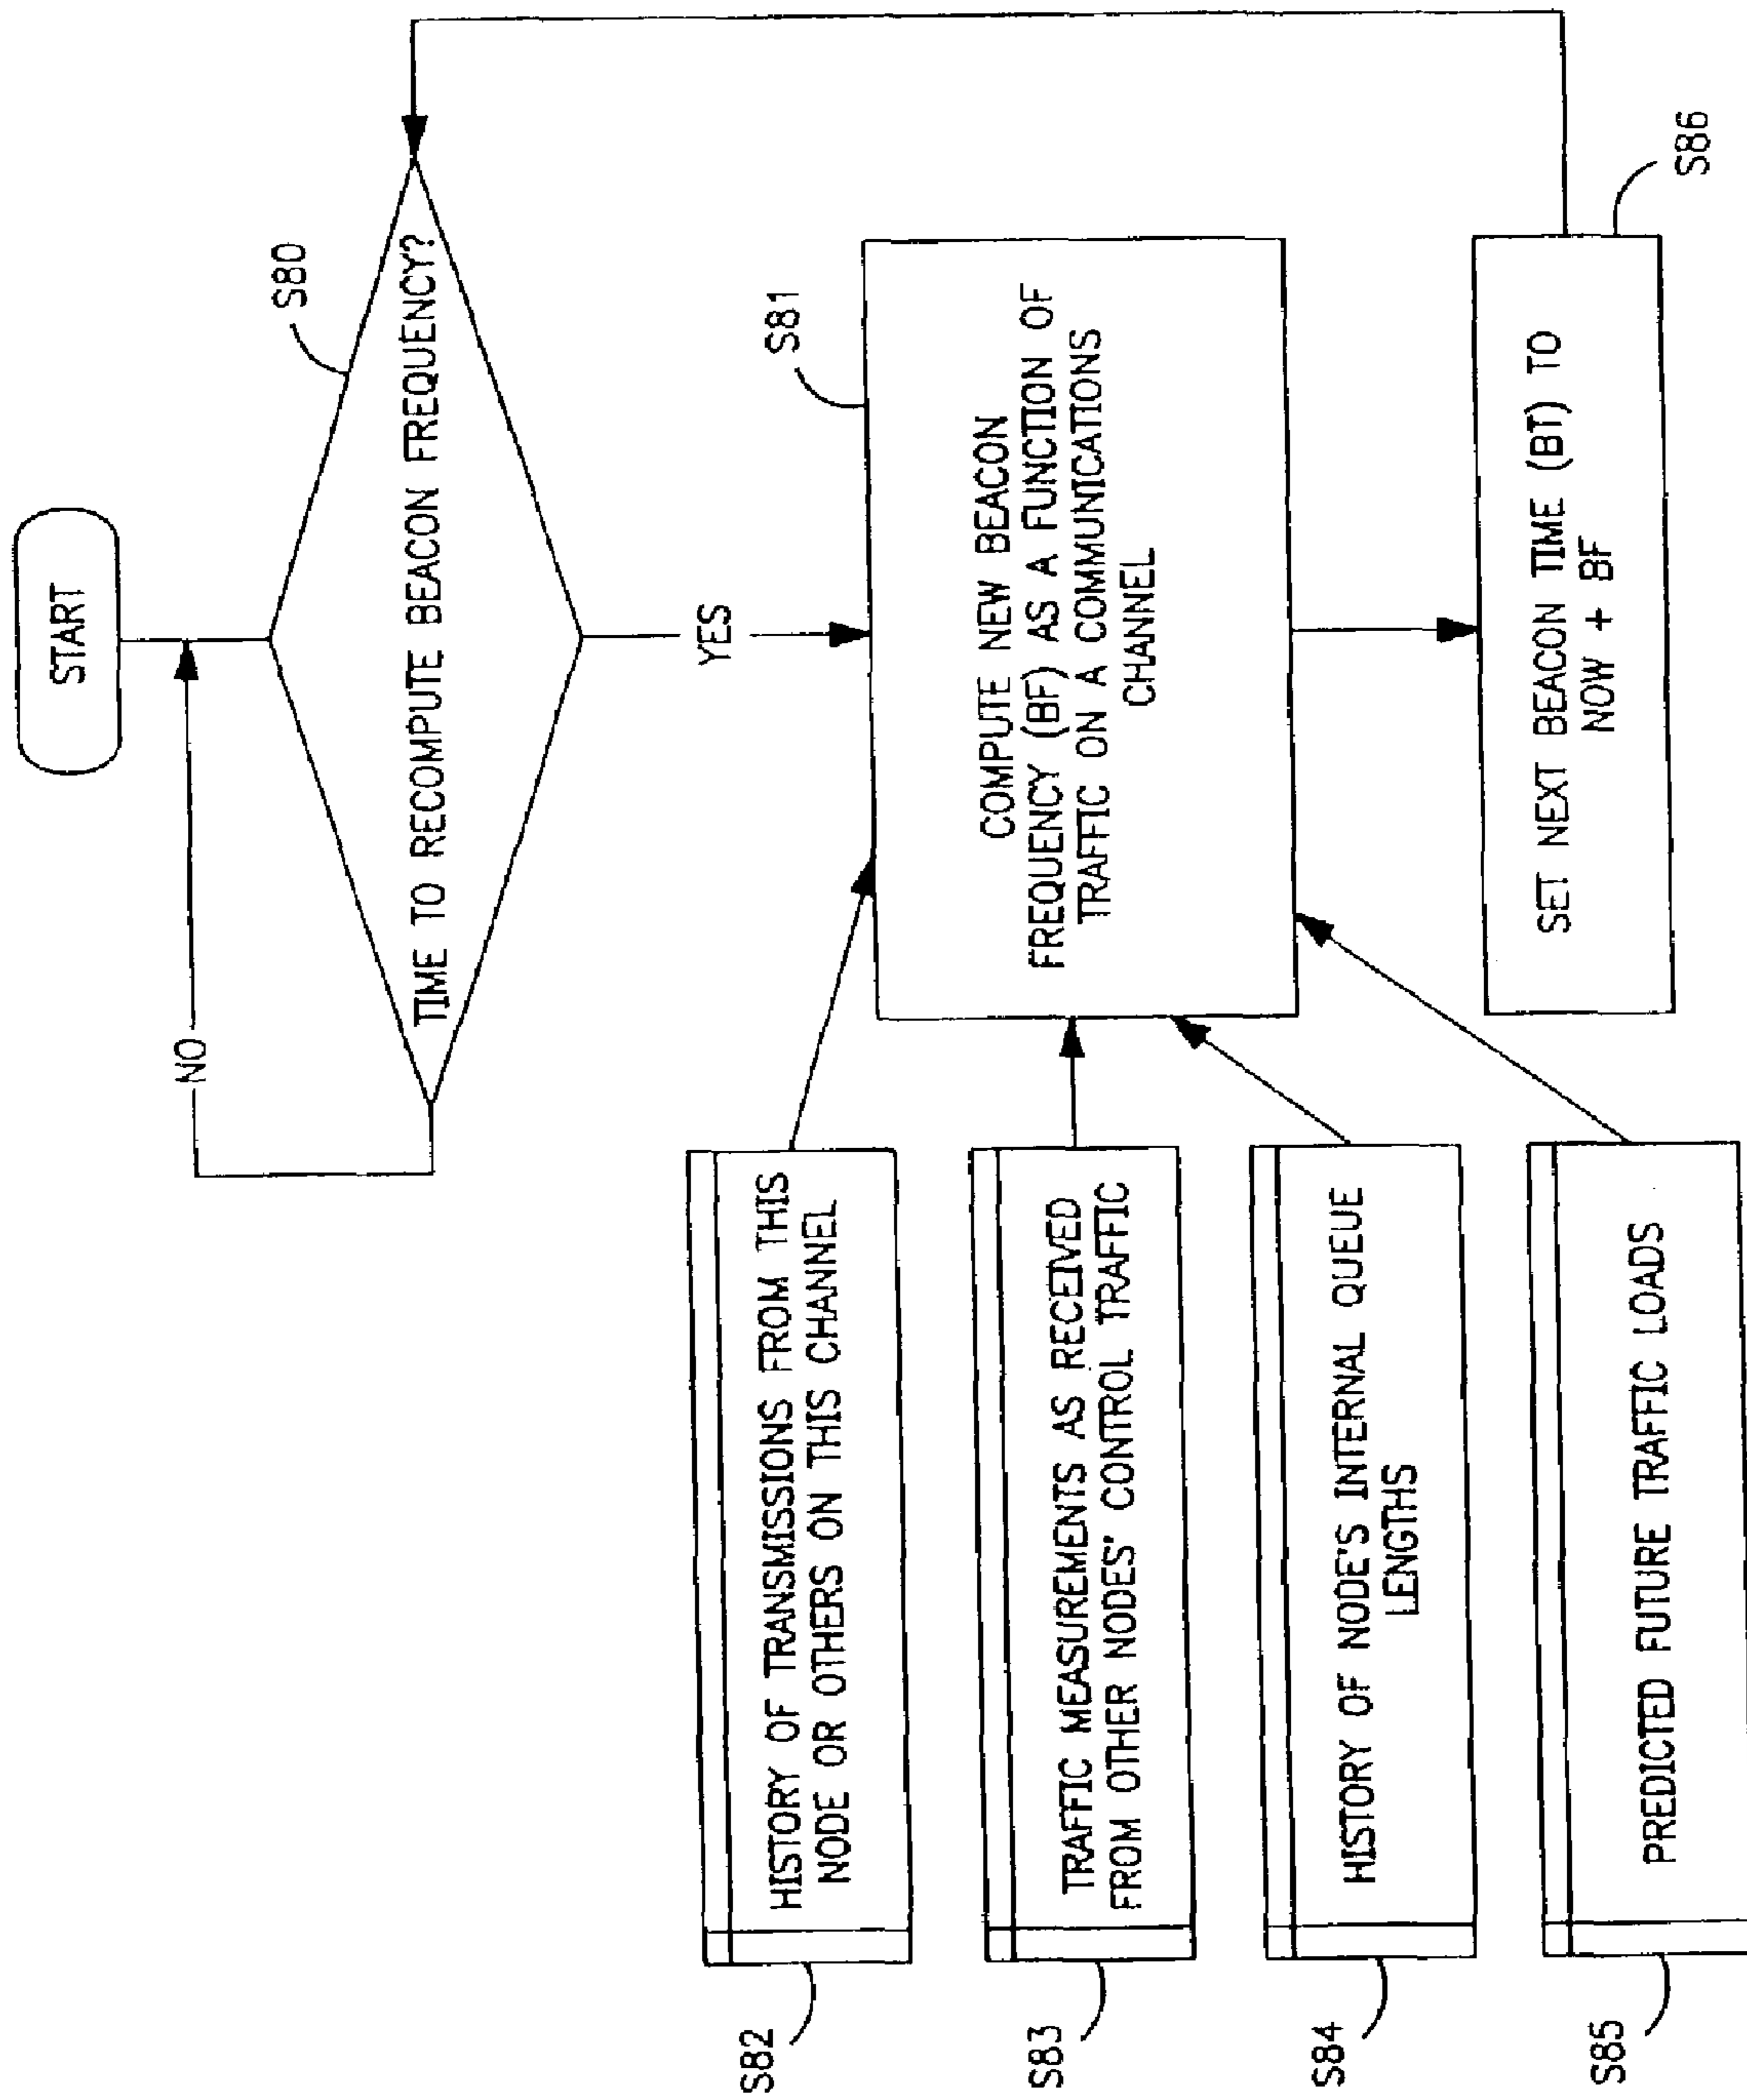 START
TIME TO RECOMPUTE BEACON FREQUENCY?
S80
NO
YES
COMPUTE NEW BEACON
FREQUENCY (BF) AS A FUNCTION OF
TRAFFIC ON A COMMUNICATIONS
CHANNEL
S81
HISTORY OF TRANSMISSIONS FROM THIS
NODE OR OTHERS ON THIS CHANNEL
S82
TRAFFIC MEASUREMENTS AS RECEIVED
FROM OTHER NODES' CONTROL TRAFFIC
S83
HISTORY OF NODE'S INTERNAL QUEUE
LENGTHS
S84
PREDICTED FUTURE TRAFFIC LOADS
S85
SET NEXT BEACON TIME (BT) TO
NOW + BF
S86